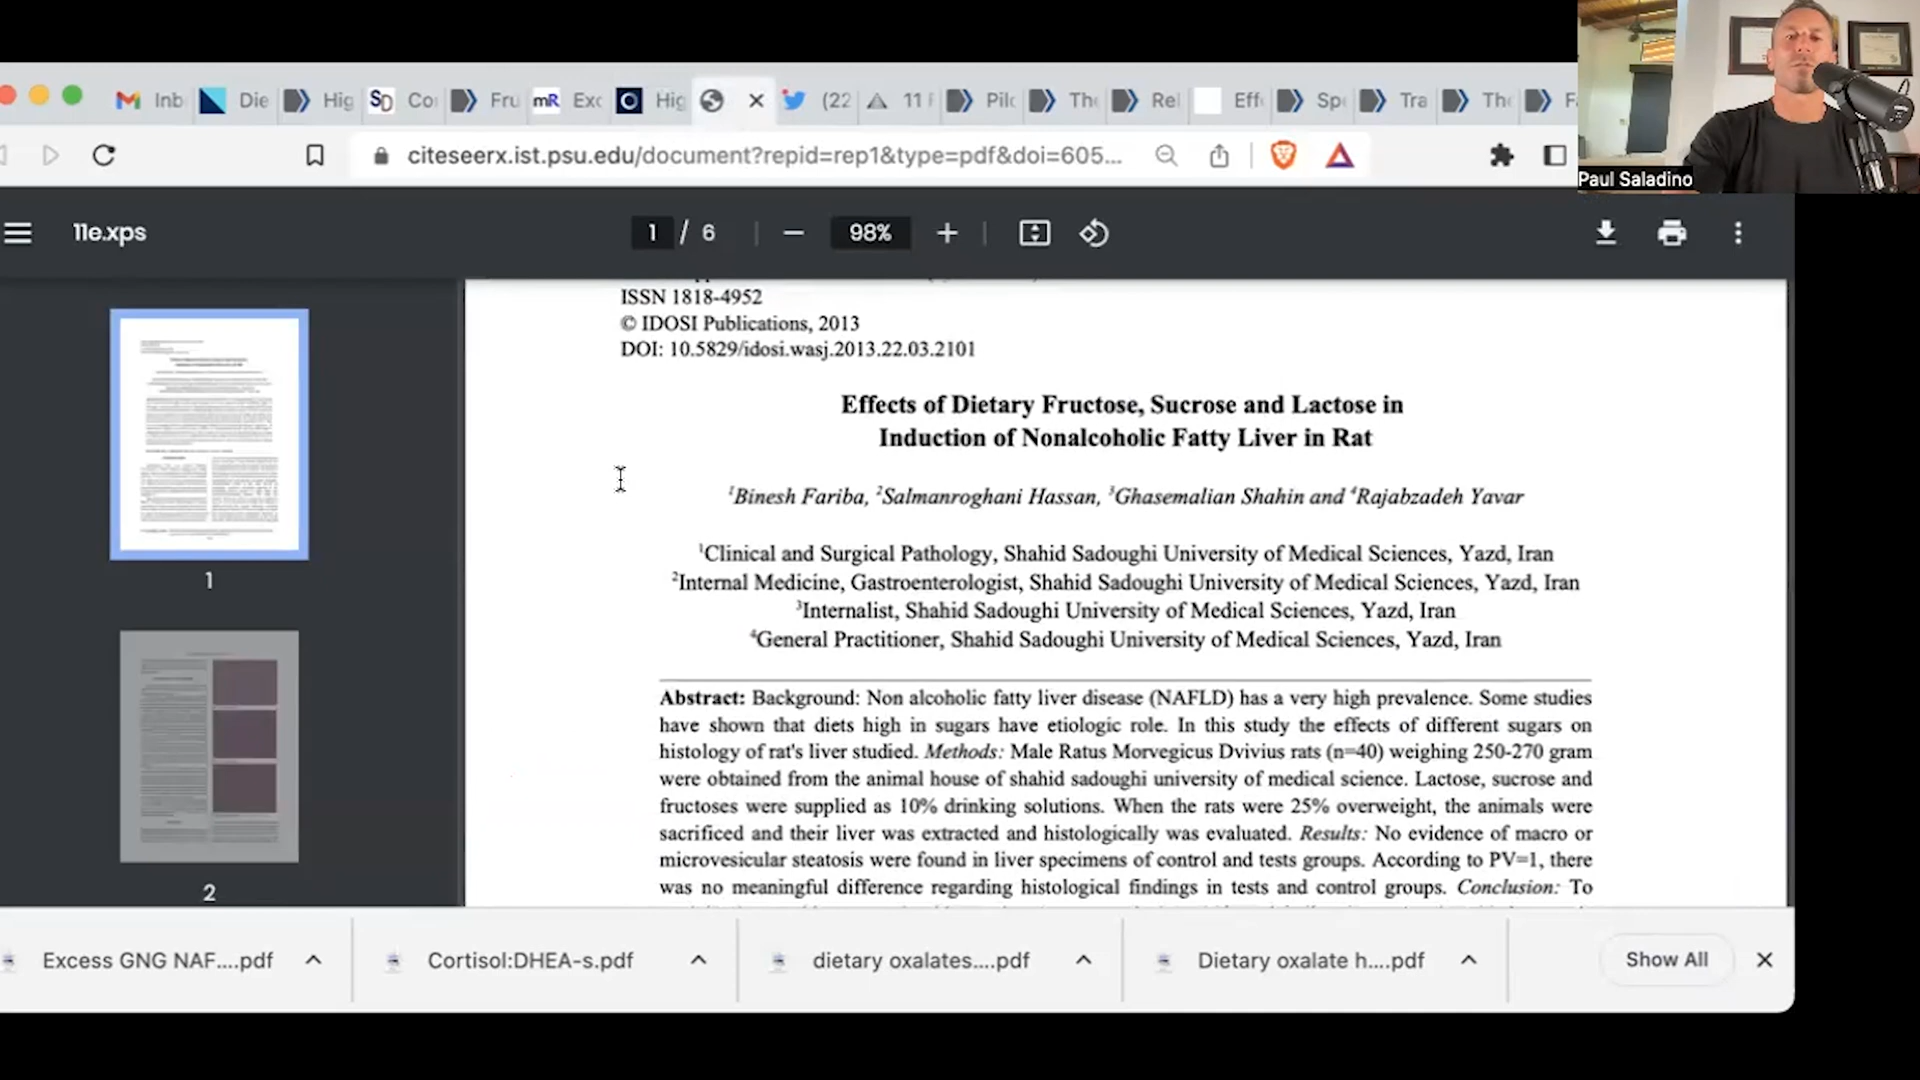 Inb
Die
Hig
SD
Co
Fru
mR
Exc
Hig
(22
11
Pilo
The
Rel
Eff
Spe
Tra
The
F
citeseerx.ist.psu.edu/document?repid=rep1&type=pdf&doi=605...
Paul Saladino
11e.xps
1 / 6
98%
ISSN 1818-4952
© IDOSI Publications, 2013
DOI: 10.5829/idosi.wasj.2013.22.03.2101
Effects of Dietary Fructose, Sucrose and Lactose in
Induction of Nonalcoholic Fatty Liver in Rat
1Binesh Fariba, 2Salmanroghani Hassan, 3Ghasemalian Shahin and 4Rajabzadeh Yavar
1Clinical and Surgical Pathology, Shahid Sadoughi University of Medical Sciences, Yazd, Iran
2Internal Medicine, Gastroenterologist, Shahid Sadoughi University of Medical Sciences, Yazd, Iran
3Internalist, Shahid Sadoughi University of Medical Sciences, Yazd, Iran
4General Practitioner, Shahid Sadoughi University of Medical Sciences, Yazd, Iran
Abstract: Background: Non alcoholic fatty liver disease (NAFLD) has a very high prevalence. Some studies
have shown that diets high in sugars have etiologic role. In this study the effects of different sugars on
histology of rat's liver studied. Methods: Male Ratus Morvegicus Dvivius rats (n=40) weighing 250-270 gram
were obtained from the animal house of shahid sadoughi university of medical science. Lactose, sucrose and
fructoses were supplied as 10% drinking solutions. When the rats were 25% overweight, the animals were
sacrificed and their liver was extracted and histologically was evaluated. Results: No evidence of macro or
microvesicular steatosis were found in liver specimens of control and tests groups. According to PV=1, there
was no meaningful difference regarding histological findings in tests and control groups. Conclusion: To
1
2
Excess GNG NAF....pdf
Cortisol:DHEA-s.pdf
dietary oxalates....pdf
Dietary oxalate h....pdf
Show All